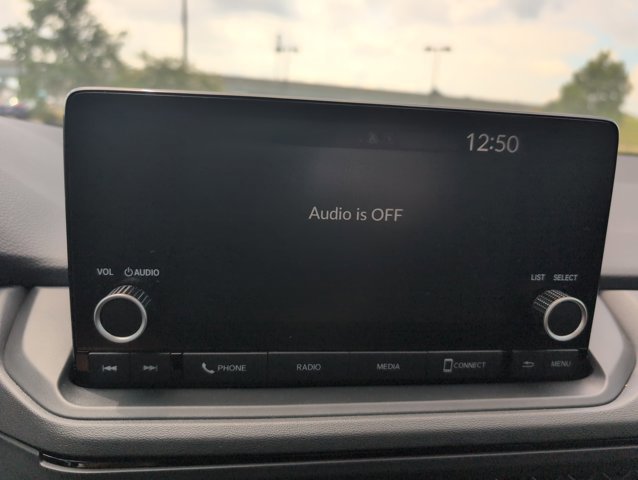 12:50
Audio is OFF
VOL AUDIO
LIST SELECT
PHONE RADIO MEDIA CONNECT MENU